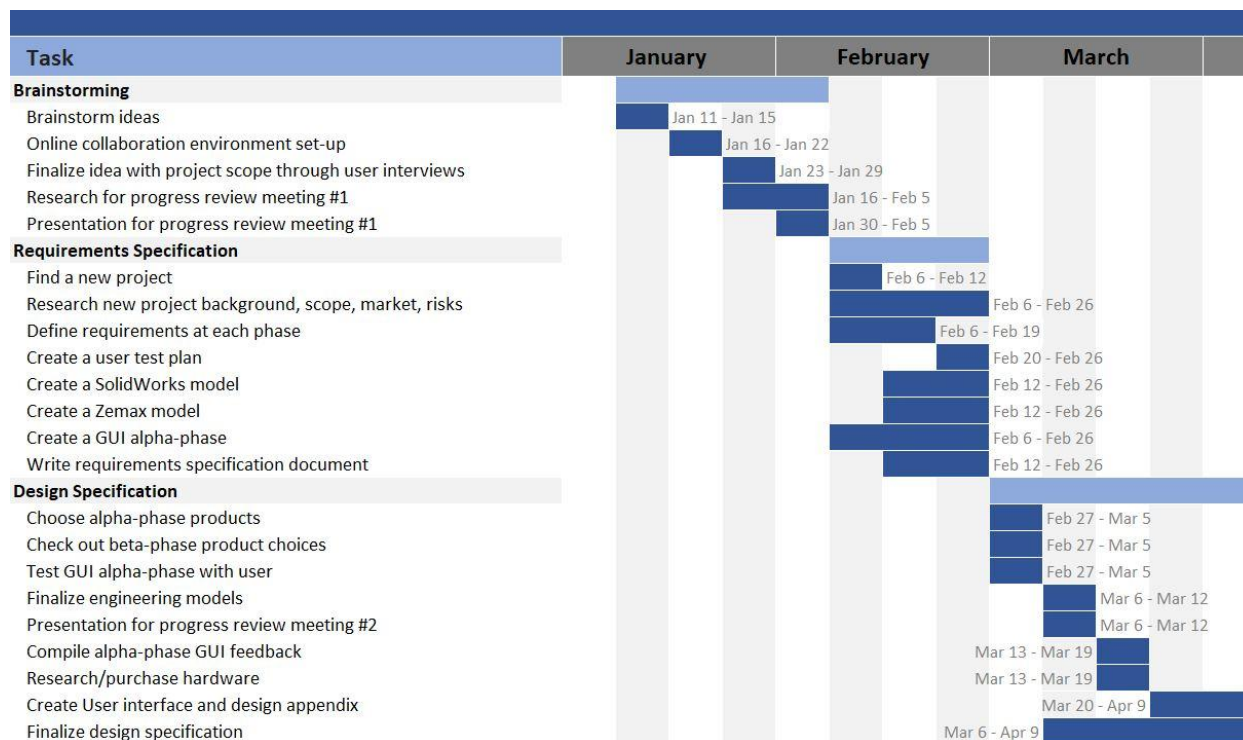 Task January February March
Brainstorming
Brainstorm ideas Jan 11 - Jan 15
Online collaboration environment set-up Jan 16 - Jan 22
Finalize idea with project scope through user interviews Jan 23 - Jan 29
Research for progress review meeting #1 Jan 16 - Feb 5
Presentation for progress review meeting #1 Jan 30 - Feb 5
Requirements Specification
Find a new project Feb 6 - Feb 12
Research new project background, scope, market, risks Feb 6 - Feb 26
Define requirements at each phase Feb 6 - Feb 19
Create a user test plan Feb 20 - Feb 26
Create a SolidWorks model Feb 12 - Feb 26
Create a Zemax model Feb 12 - Feb 26
Create a GUI alpha-phase Feb 6 - Feb 26
Write requirements specification document Feb 12 - Feb 26
Design Specification
Choose alpha-phase products Feb 27 - Mar 5
Check out beta-phase product choices Feb 27 - Mar 5
Test GUI alpha-phase with user Feb 27 - Mar 5
Finalize engineering models Mar 6 - Mar 12
Presentation for progress review meeting #2 Mar 6 - Mar 12
Compile alpha-phase GUI feedback Mar 13 - Mar 19
Research/purchase hardware Mar 13 - Mar 19
Create User interface and design appendix Mar 20 - Apr 9
Finalize design specification Mar 6 - Apr 9